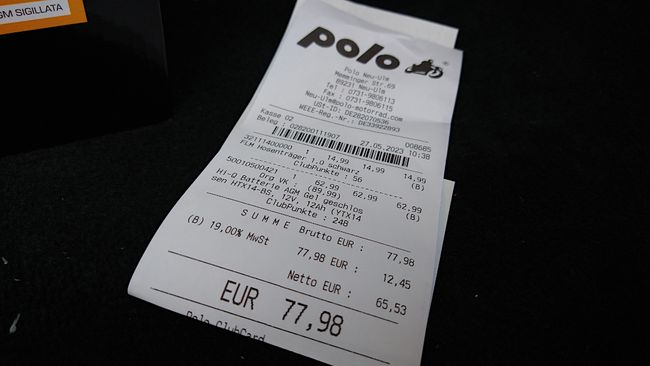 GM SIGILLATA
polo
®
Polo Neu-Ulm
Memminger Str.69
89231 Neu-Ulm
Tel : 0731-9806113
Fax : 0731-9806115
Neu-Ulm@polo-motorrad.com
USt-ID: DE282070536
WEEE-Reg.-Nr.: DE33922893
Kasse 02 008685
Beleg : 028200111907 27.05.2023 10:38
32111400000 1 14,99 14,99 14,99
FLM Hosenträger 1.0 schwarz (B)
ClubPunkte : 56
50010500421 1 62,99 62,99 62,99
Org VK : (89,99) (B)
HI-Q Batterie AGM Gel geschlos
sen HTX14-BS, 12V, 12Ah (YTX14
ClubPunkte : 248
S U M M E Brutto EUR : 77,98
(B) 19,00% MwSt 77,98 EUR : 12,45
Netto EUR : 65,53
EUR 77,98
Polo ClubCard